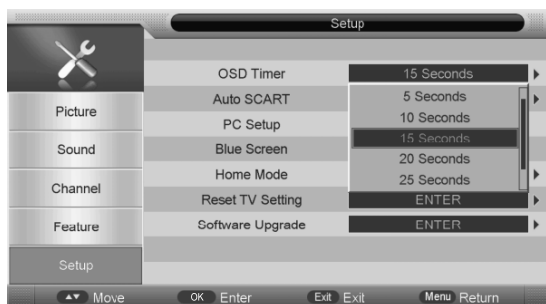 Setup
OSD Timer 15 Seconds
Auto SCART 5 Seconds
Picture
10 Seconds
PC Setup
15 Seconds
Sound
Blue Screen 20 Seconds
Home Mode 25 Seconds
Channel
Reset TV Setting ENTER
Feature
Software Upgrade ENTER
Setup
Move OK Enter Exit Exit Menu Return